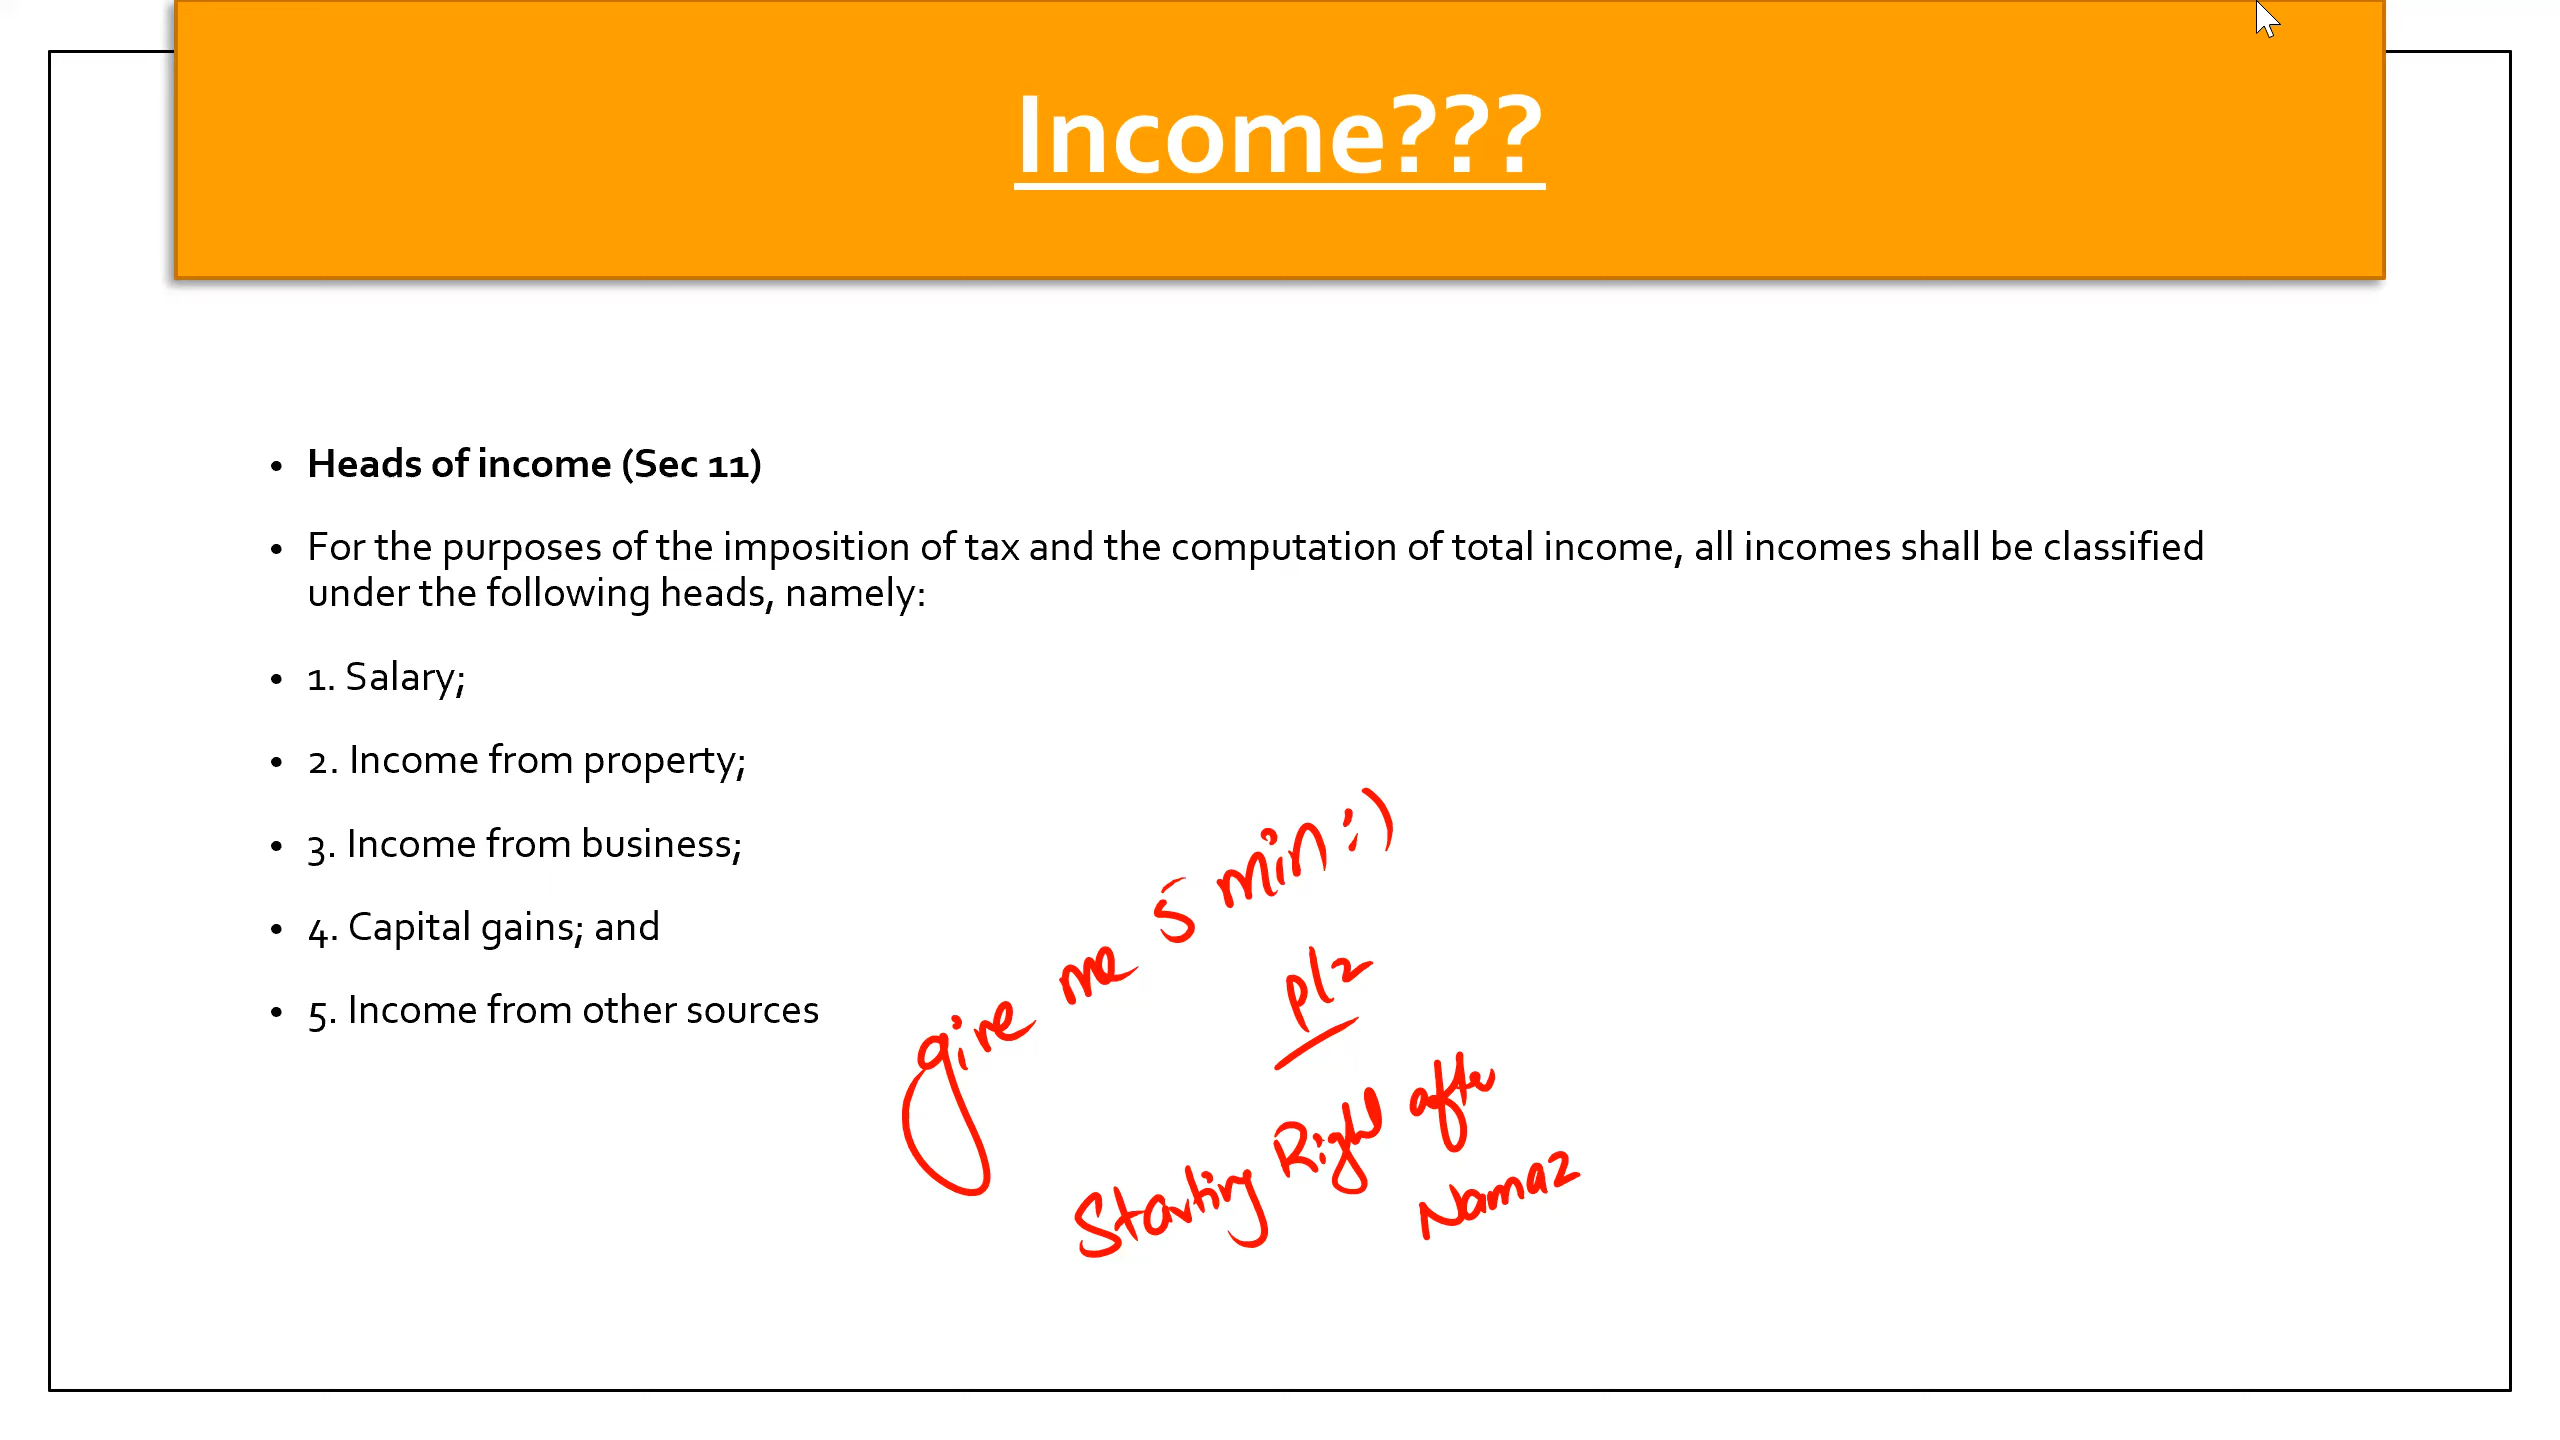 Income???
• Heads of income (Sec 11)
• For the purposes of the imposition of tax and the computation of total income, all incomes shall be classified
under the following heads, namely:
• 1. Salary;
• 2. Income from property;
• 3. Income from business;
• 4. Capital gains; and
• 5. Income from other sources
give me 5 min :)
plz
Starting Right after
Namaz